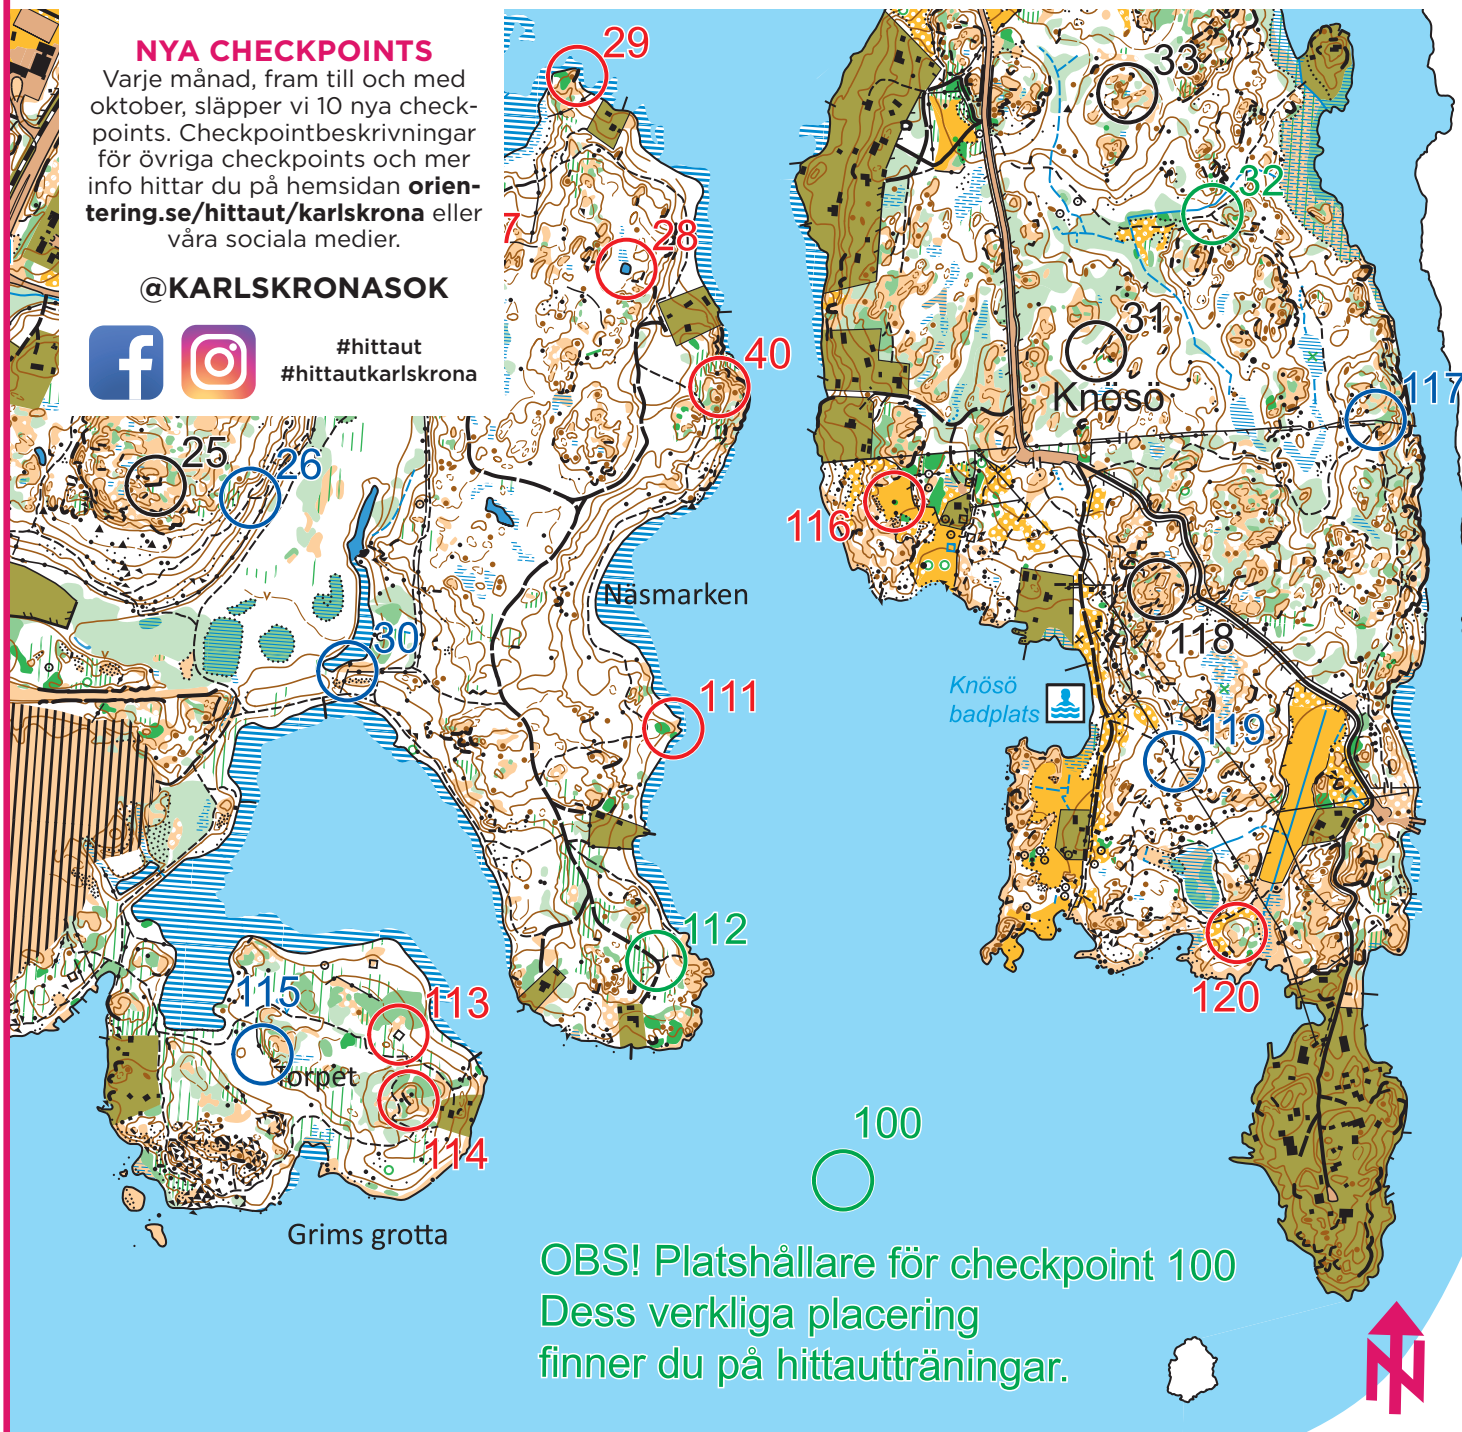 NYA CHECKPOINTS
Varje månad, fram till och med
oktober, släpper vi 10 nya check-
points. Checkpointbeskrivningar
för övriga checkpoints och mer
info hittar du på hemsidan orien-
tering.se/hittaut/karlskrona eller
våra sociala medier.
@KARLSKRONASOK
#hittaut
#hittautkarlskrona
29
33
32
7
28
31
40
Knösö
117
25
26
116
Näsmarken
30
118
Knösö
badplats
111
119
112
115
113
120
Torpet
114
100
Grims grotta
OBS! Platshållare för checkpoint 100
Dess verkliga placering
finner du på hittautträningar.
N